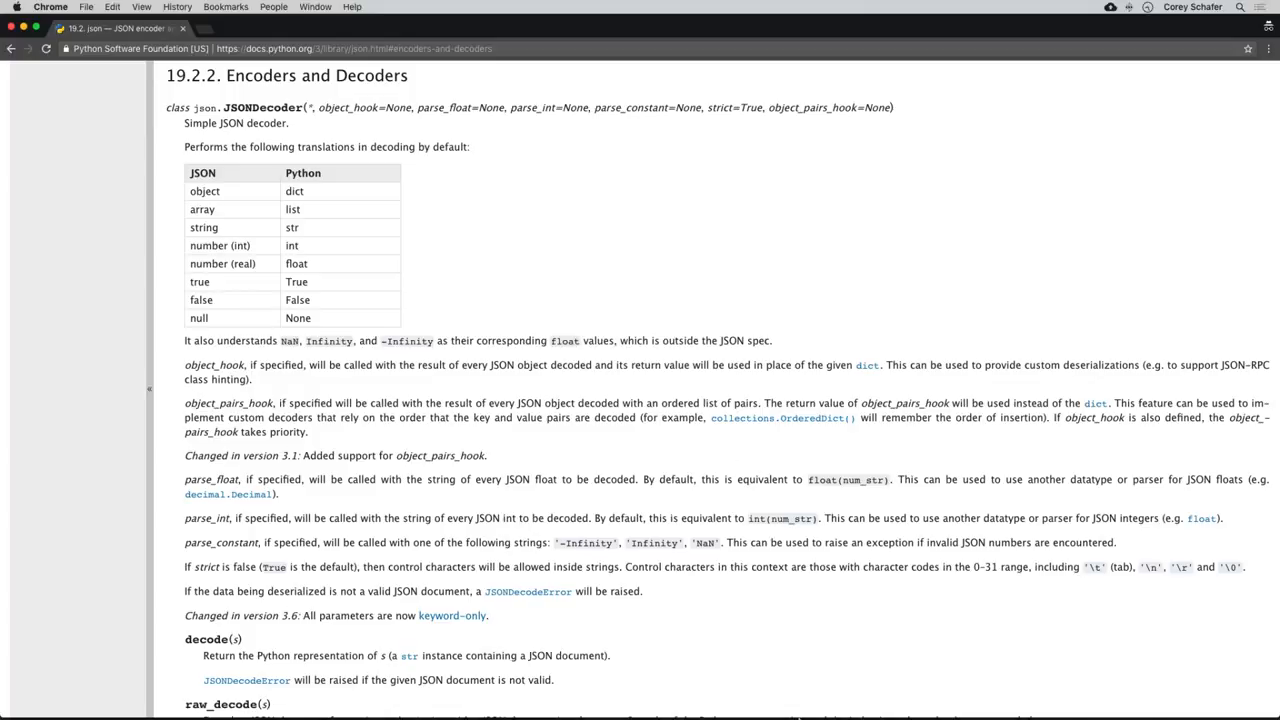 Chrome File Edit View History Bookmarks People Window Help Corey Schafer
19.2. json — JSON encoder a
Python Software Foundation [US] https://docs.python.org/3/library/json.html#encoders-and-decoders
19.2.2. Encoders and Decoders
class json.JSONDecoder(*, object_hook=None, parse_float=None, parse_int=None, parse_constant=None, strict=True, object_pairs_hook=None)
Simple JSON decoder.
Performs the following translations in decoding by default:
JSON Python
object dict
array list
string str
number (int) int
number (real) float
true True
false False
null None
It also understands NaN, Infinity, and -Infinity as their corresponding float values, which is outside the JSON spec.
object_hook, if specified, will be called with the result of every JSON object decoded and its return value will be used in place of the given dict. This can be used to provide custom deserializations (e.g. to support JSON-RPC
class hinting).
object_pairs_hook, if specified will be called with the result of every JSON object decoded with an ordered list of pairs. The return value of object_pairs_hook will be used instead of the dict. This feature can be used to im-
plement custom decoders that rely on the order that the key and value pairs are decoded (for example, collections.OrderedDict() will remember the order of insertion). If object_hook is also defined, the object_-
pairs_hook takes priority.
Changed in version 3.1: Added support for object_pairs_hook.
parse_float, if specified, will be called with the string of every JSON float to be decoded. By default, this is equivalent to float(num_str). This can be used to use another datatype or parser for JSON floats (e.g.
decimal.Decimal).
parse_int, if specified, will be called with the string of every JSON int to be decoded. By default, this is equivalent to int(num_str). This can be used to use another datatype or parser for JSON integers (e.g. float).
parse_constant, if specified, will be called with one of the following strings: '-Infinity', 'Infinity', 'NaN'. This can be used to raise an exception if invalid JSON numbers are encountered.
If strict is false (True is the default), then control characters will be allowed inside strings. Control characters in this context are those with character codes in the 0–31 range, including '\t' (tab), '\n', '\r' and '\0'.
If the data being deserialized is not a valid JSON document, a JSONDecodeError will be raised.
Changed in version 3.6: All parameters are now keyword-only.
decode(s)
Return the Python representation of s (a str instance containing a JSON document).
JSONDecodeError will be raised if the given JSON document is not valid.
raw_decode(s)